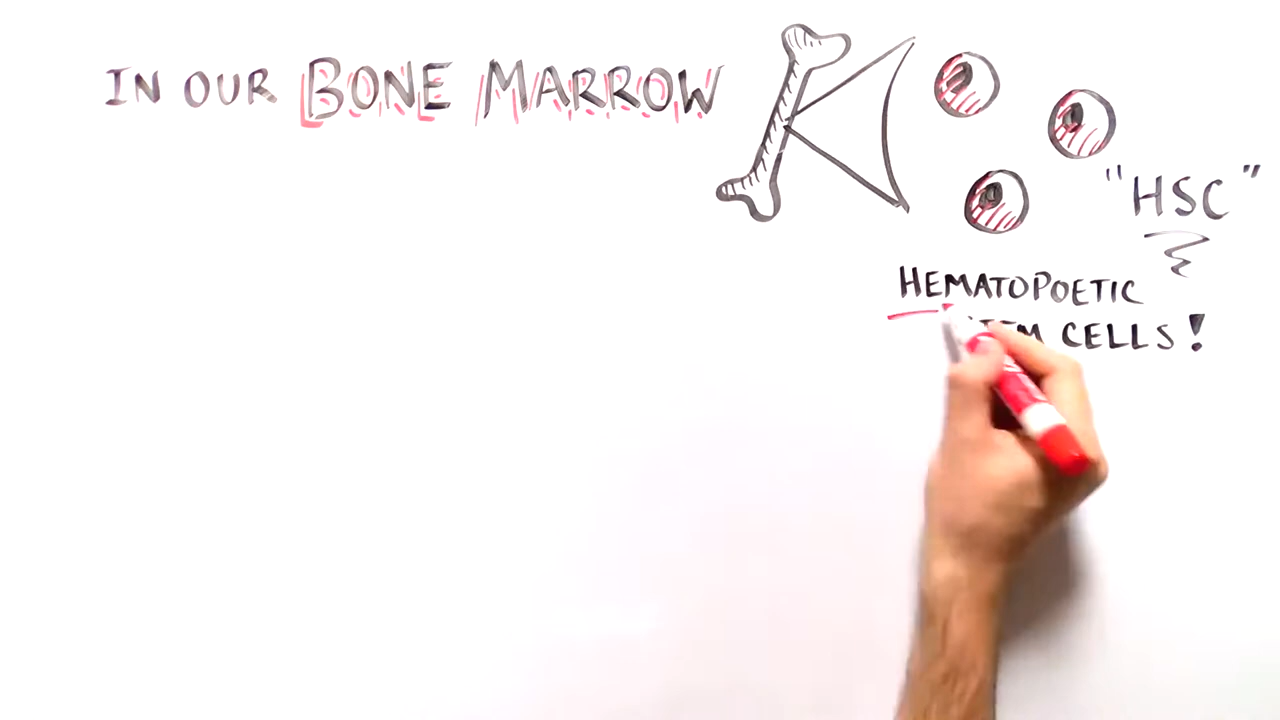 IN OUR BONE MARROW
"HSC"
HEMATOPOETIC
CELLS!